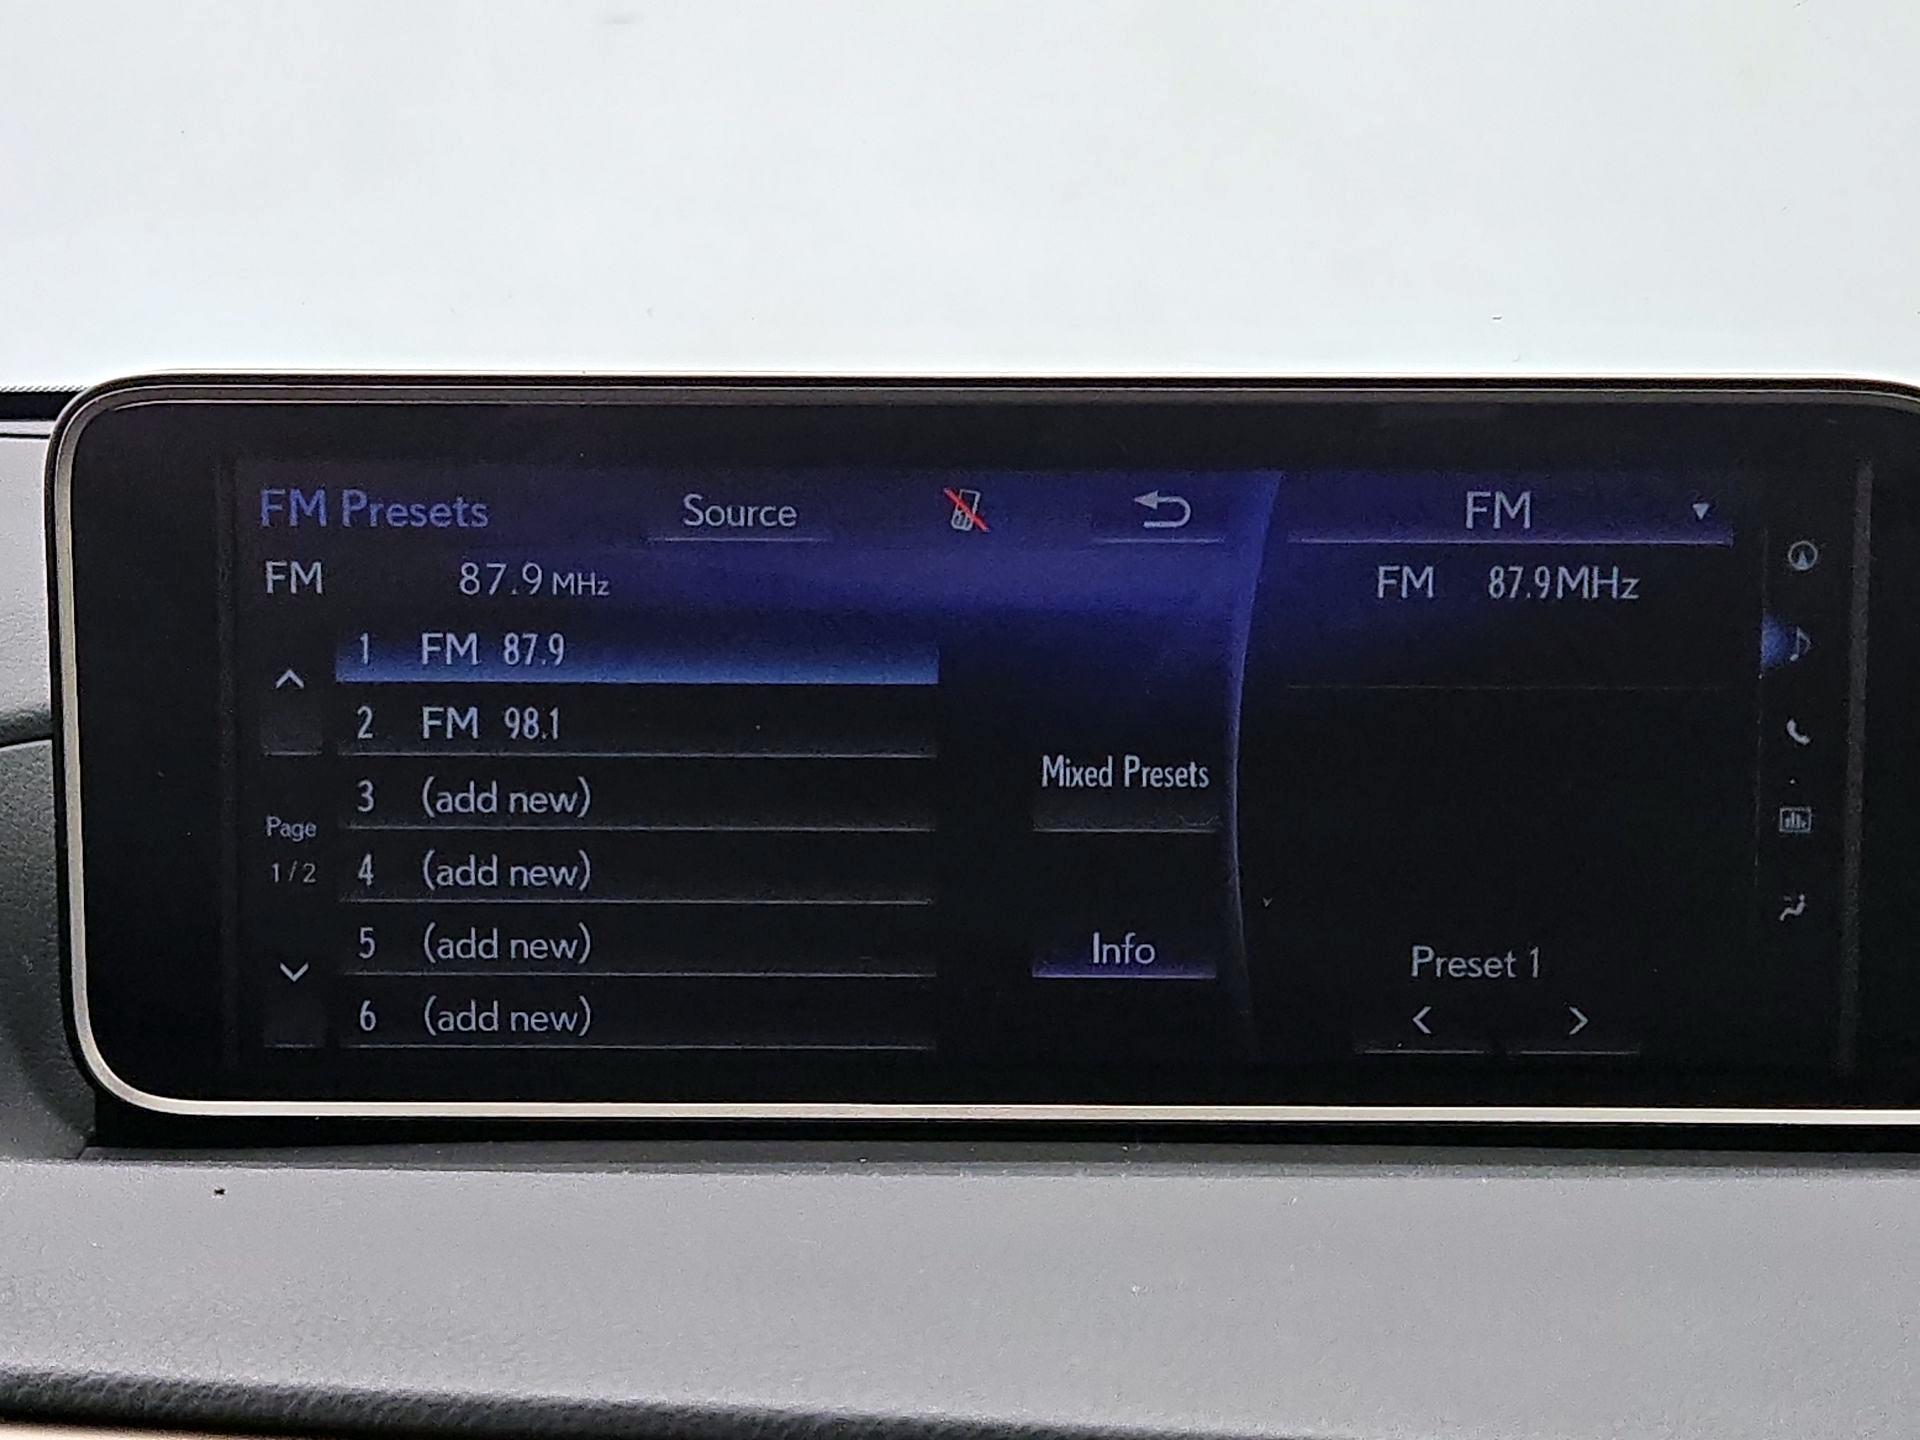 FM Presets Source FM
FM 87.9 MHz FM 87.9MHz
1 FM 87.9
2 FM 98.1
Mixed Presets
3 (add new)
Page
1/2
4 (add new)
5 (add new)
Info
Preset 1
6 (add new)